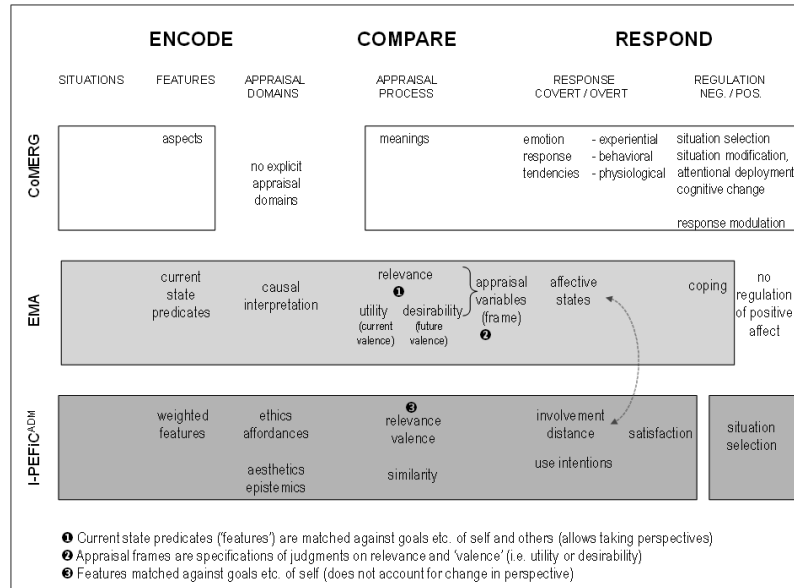 ENCODE COMPARE RESPOND
SITUATIONS FEATURES APPRAISAL DOMAINS APPRAISAL PROCESS RESPONSE COVERT / OVERT REGULATION NEG. / POS.
CoMERG
aspects
no explicit
appraisal
domains
meanings
emotion - experiential
response - behavioral
tendencies - physiological
situation selection
situation modification,
attentional deployment
cognitive change
response modulation
EMA
current
state
predicates
causal
interpretation
relevance
❶
utility
(current
valence)
desirability
(future
valence)
appraisal
variables
(frame)
❷
affective
states
coping
no
regulation
of positive
affect
I-PEFiC^ADM
weighted
features
ethics
affordances
aesthetics
epistemics
❸
relevance
valence
similarity
involvement
distance
use intentions
satisfaction
situation
selection
❶ Current state predicates ('features') are matched against goals etc. of self and others (allows taking perspectives)
❷ Appraisal frames are specifications of judgments on relevance and 'valence' (i.e. utility or desirability)
❸ Features matched against goals etc. of self (does not account for change in perspective)